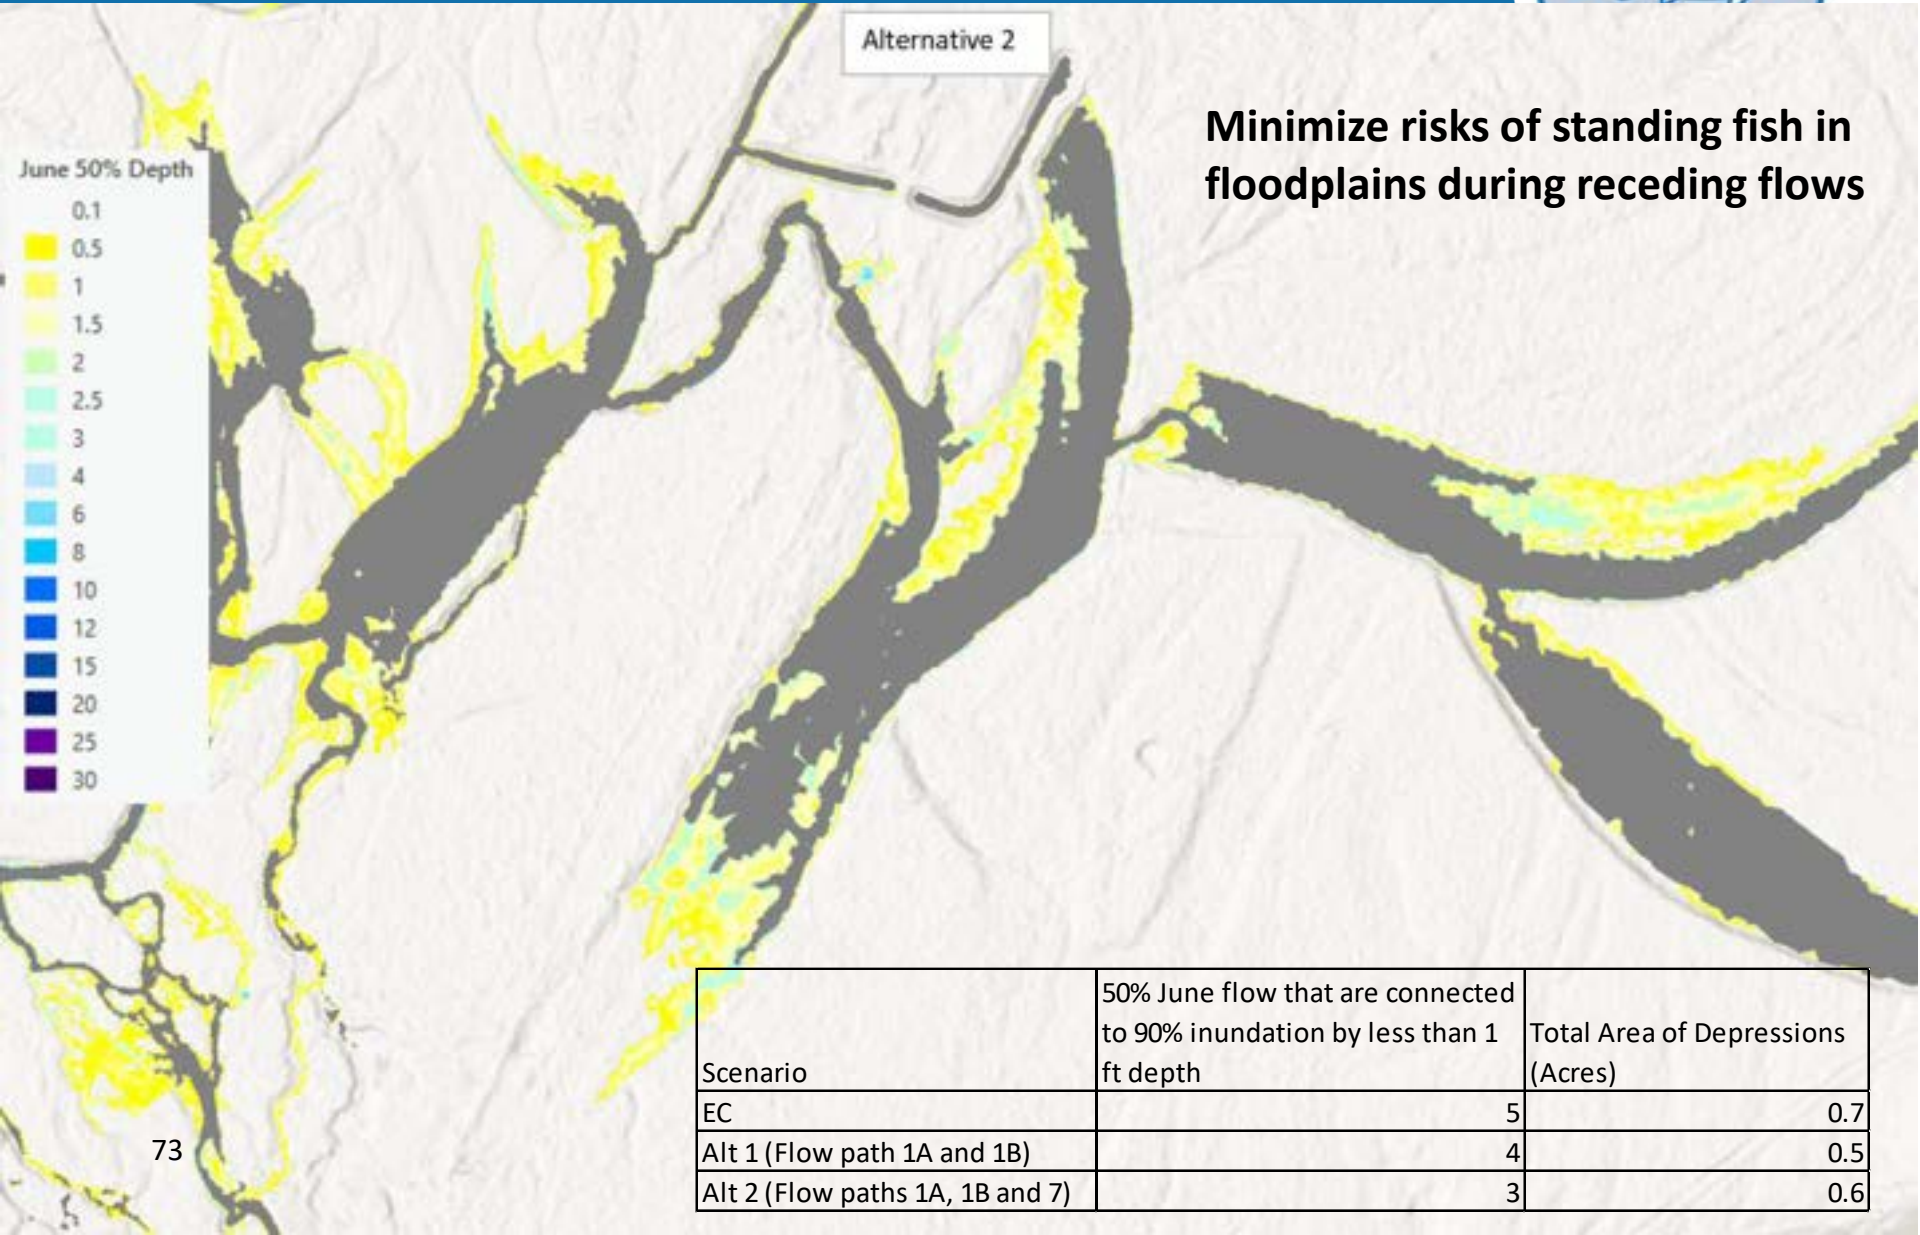 Alternative 2
Minimize risks of standing fish in
floodplains during receding flows
June 50% Depth
0.1
0.5
1
1.5
2
2.5
3
4
6
8
10
12
15
20
25
30
Scenario
50% June flow that are connected
to 90% inundation by less than 1
ft depth
Total Area of Depressions
(Acres)
EC 5 0.7
Alt 1 (Flow path 1A and 1B) 4 0.5
Alt 2 (Flow paths 1A, 1B and 7) 3 0.6
73